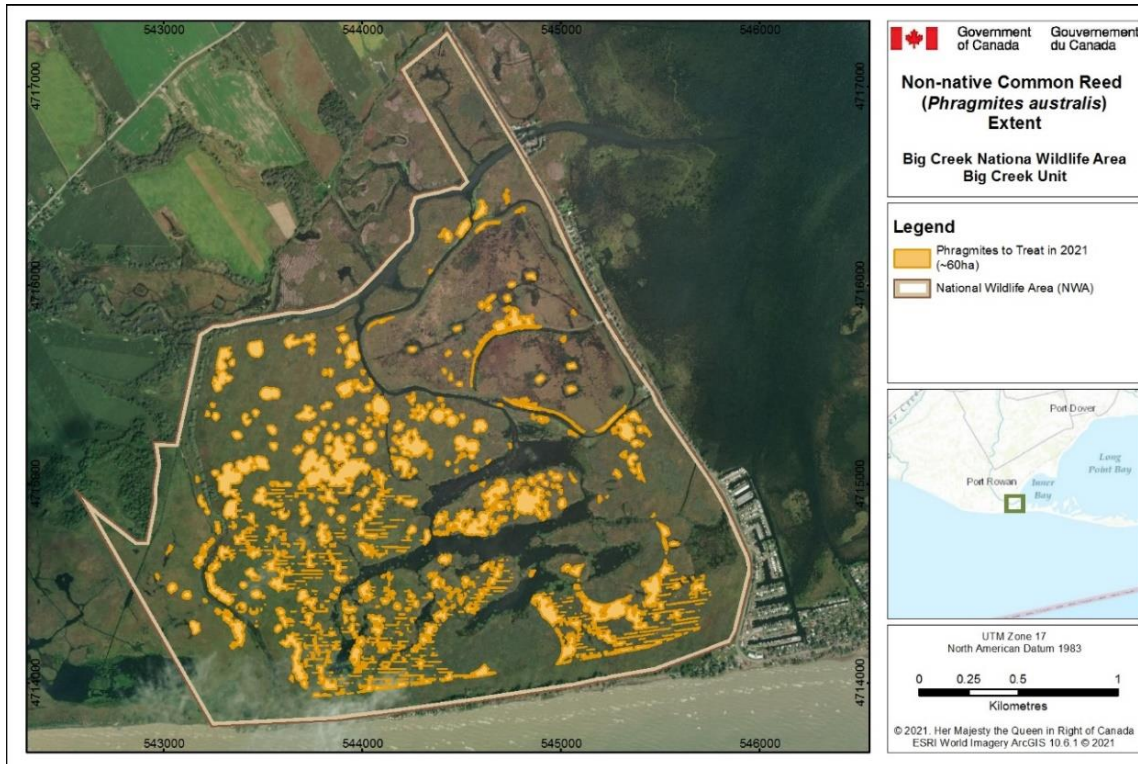 543000 544000 545000 546000
4717000
4716000
4715000
4714000
543000 544000 545000 546000
4717000
4716000
4715000
4714000
Government of Canada
Gouvernement du Canada
Non-native Common Reed
(Phragmites australis)
Extent
Big Creek Nationa Wildlife Area
Big Creek Unit
Legend
Phragmites to Treat in 2021
(~60ha)
National Wildlife Area (NWA)
Port Dover
Long
Point Bay
Port Rowan
Inner
Bay
UTM Zone 17
North American Datum 1983
0 0.25 0.5 1
Kilometres
© 2021. Her Majesty the Queen in Right of Canada
ESRI World Imagery ArcGIS 10.6.1 © 2021